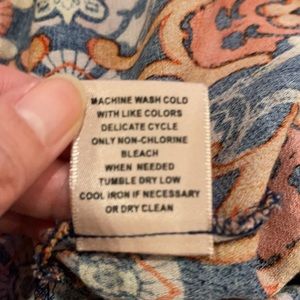 MACHINE WASH COLD
WITH LIKE COLORS
DELICATE CYCLE
ONLY NON-CHLORINE
BLEACH
WHEN NEEDED
TUMBLE DRY LOW
COOL IRON IF NECESSARY
OR DRY CLEAN